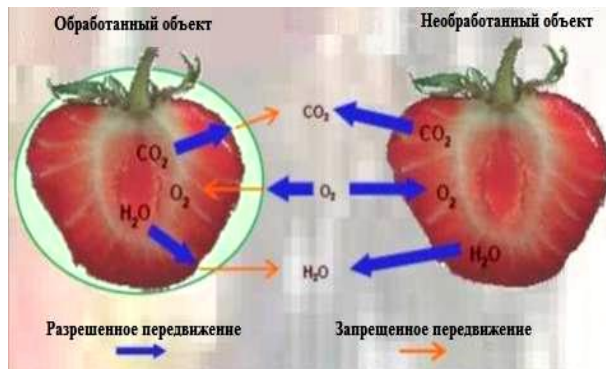 Обработанный объект
Необработанный объект
CO₂
CO₂
CO₂
O₂
O₂
O₂
H₂O
H₂O
H₂O
Разрешенное передвижение
Запрещенное передвижение